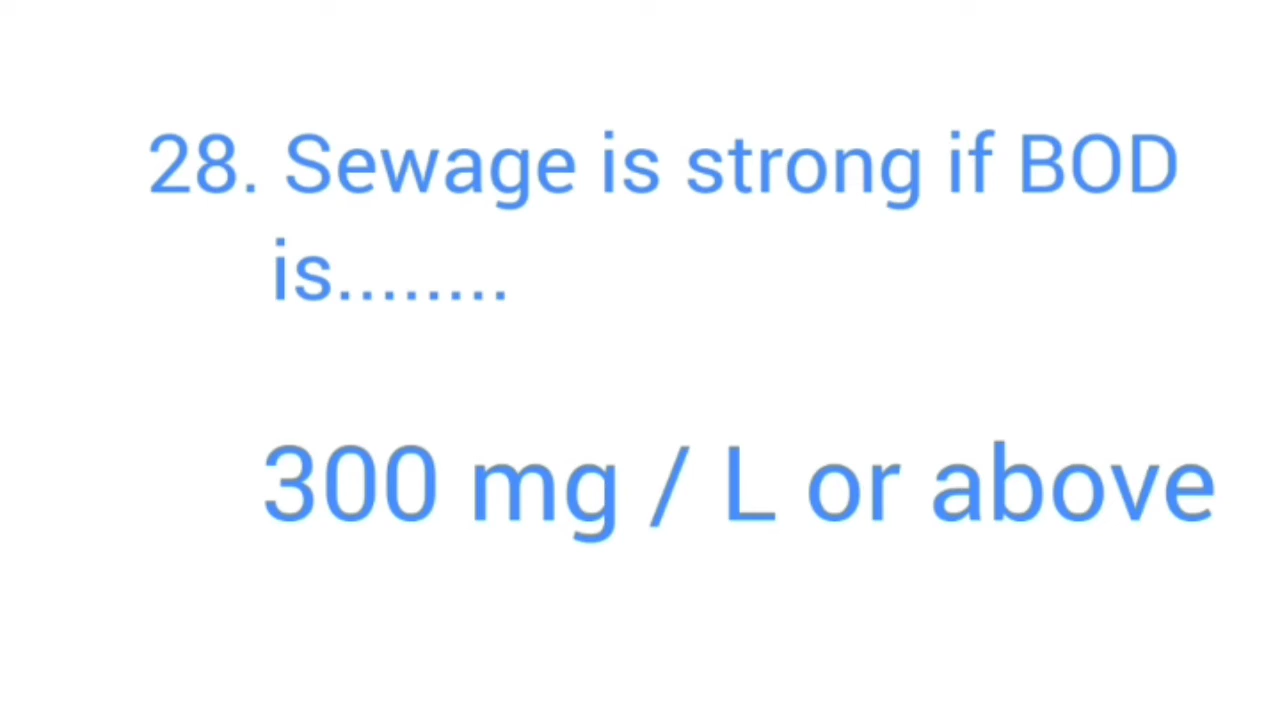 28. Sewage is strong if BOD
is........
300 mg / L or above